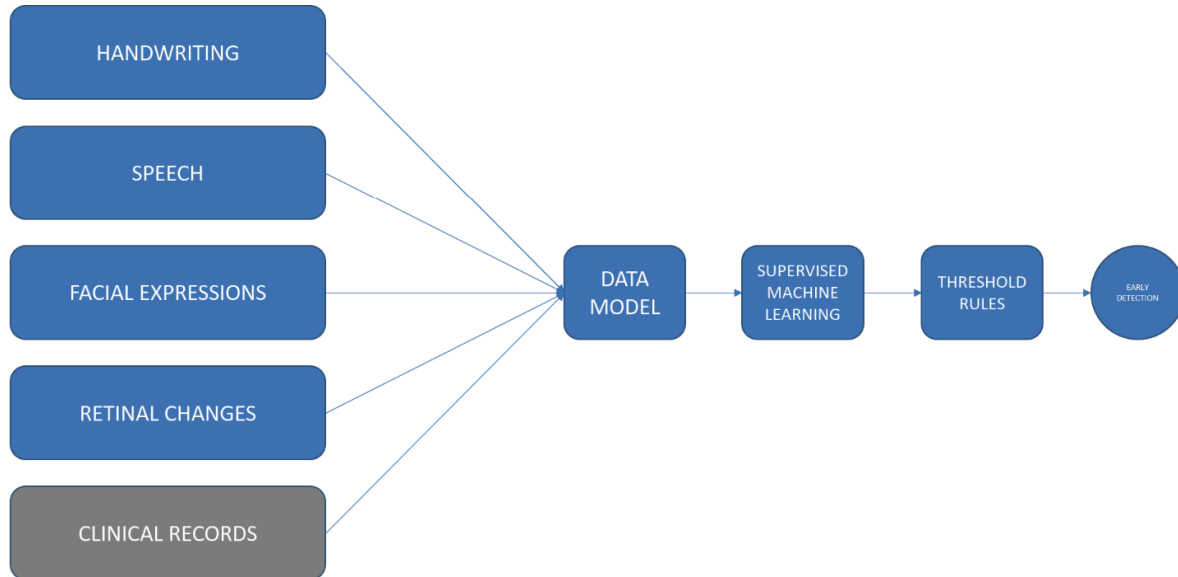 HANDWRITING
SPEECH
FACIAL EXPRESSIONS
RETINAL CHANGES
CLINICAL RECORDS
DATA
MODEL
SUPERVISED
MACHINE
LEARNING
THRESHOLD
RULES
EARLY
DETECTION